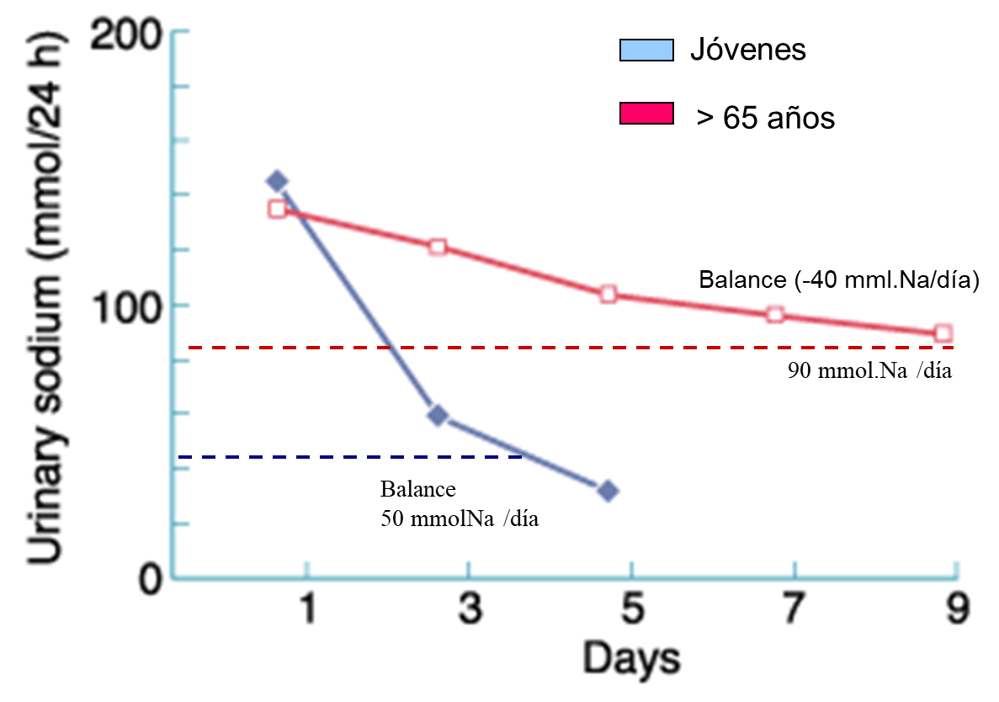 Urinary sodium (mmol/24 h)
200
100
0
Jóvenes
> 65 años
Balance (-40 mml.Na/día)
90 mmol.Na /día
Balance
50 mmolNa /día
1 3 5 7 9
Days